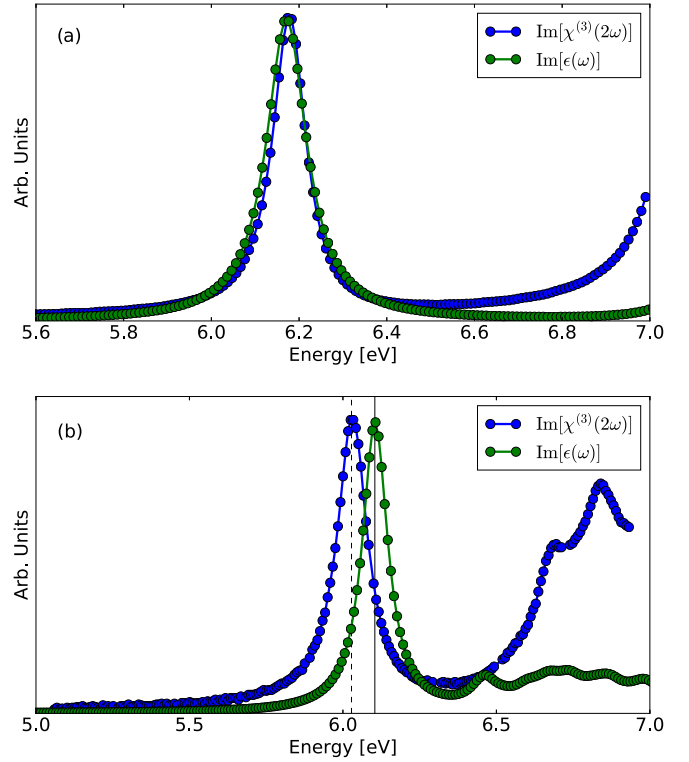 (a)
Im[χ^{(3)}(2ω)]
Im[ϵ(ω)]
Arb. Units
5.6 5.8 6.0 6.2 6.4 6.6 6.8 7.0
Energy [eV]
(b)
Im[χ^{(3)}(2ω)]
Im[ϵ(ω)]
Arb. Units
5.0 5.5 6.0 6.5 7.0
Energy [eV]